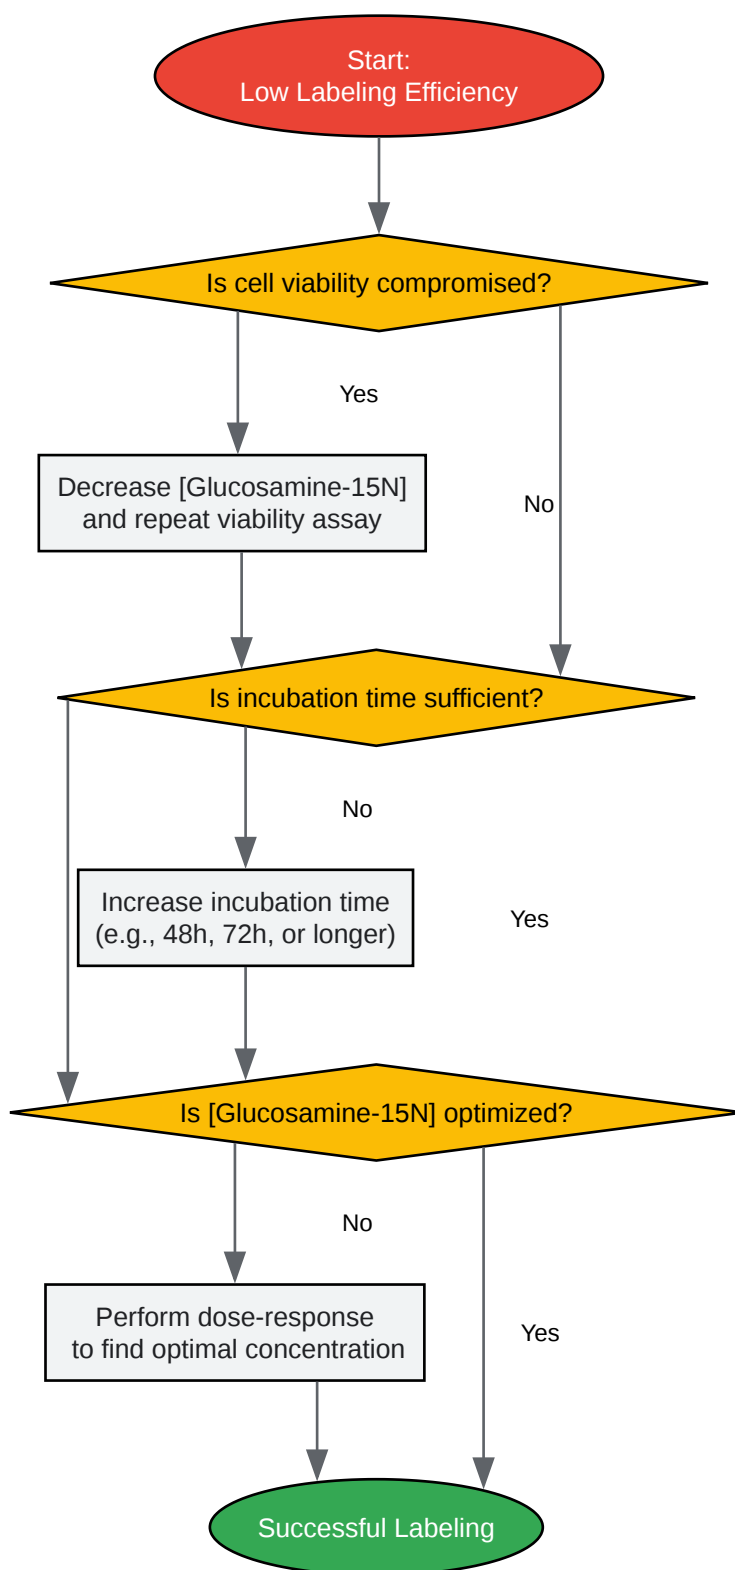 Start:
Low Labeling Efficiency
Is cell viability compromised?
Yes
Decrease [Glucosamine-15N]
and repeat viability assay
No
Is incubation time sufficient?
No
Increase incubation time
(e.g., 48h, 72h, or longer)
Yes
Is [Glucosamine-15N] optimized?
No
Perform dose-response
to find optimal concentration
Yes
Successful Labeling